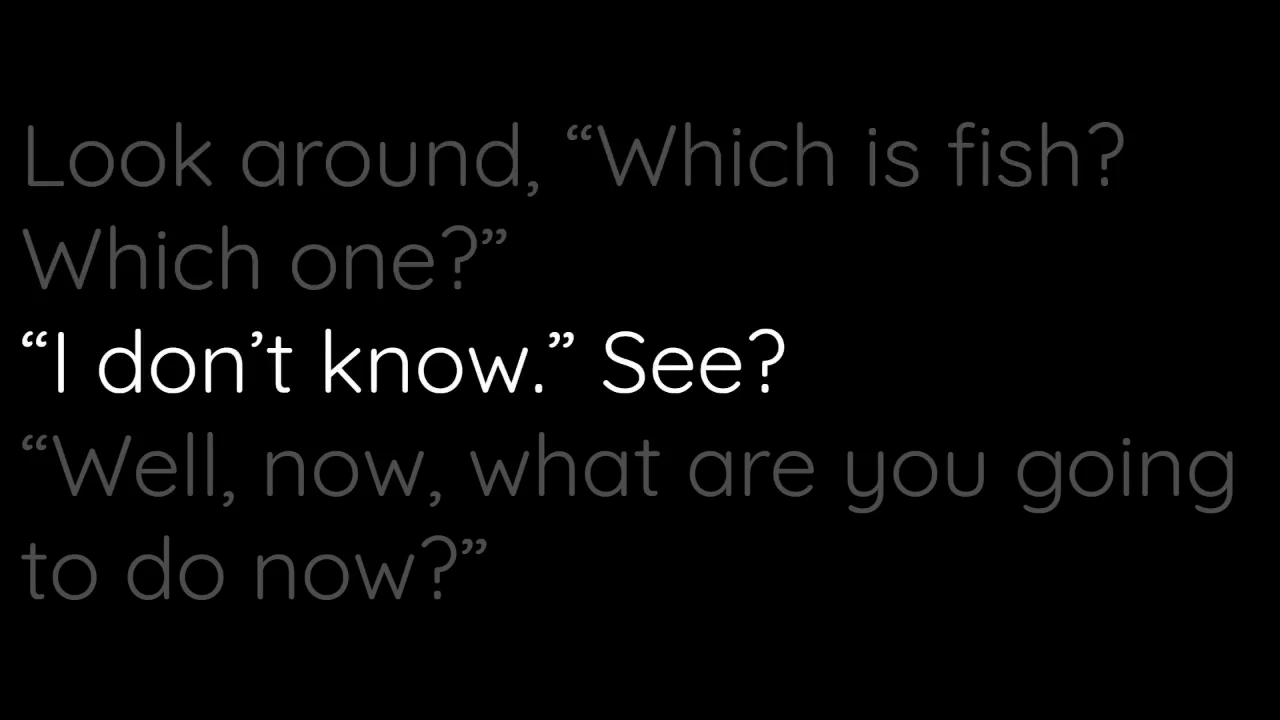 Look around, “Which is fish?
Which one?”
“I don’t know.” See?
“Well, now, what are you going
to do now?”